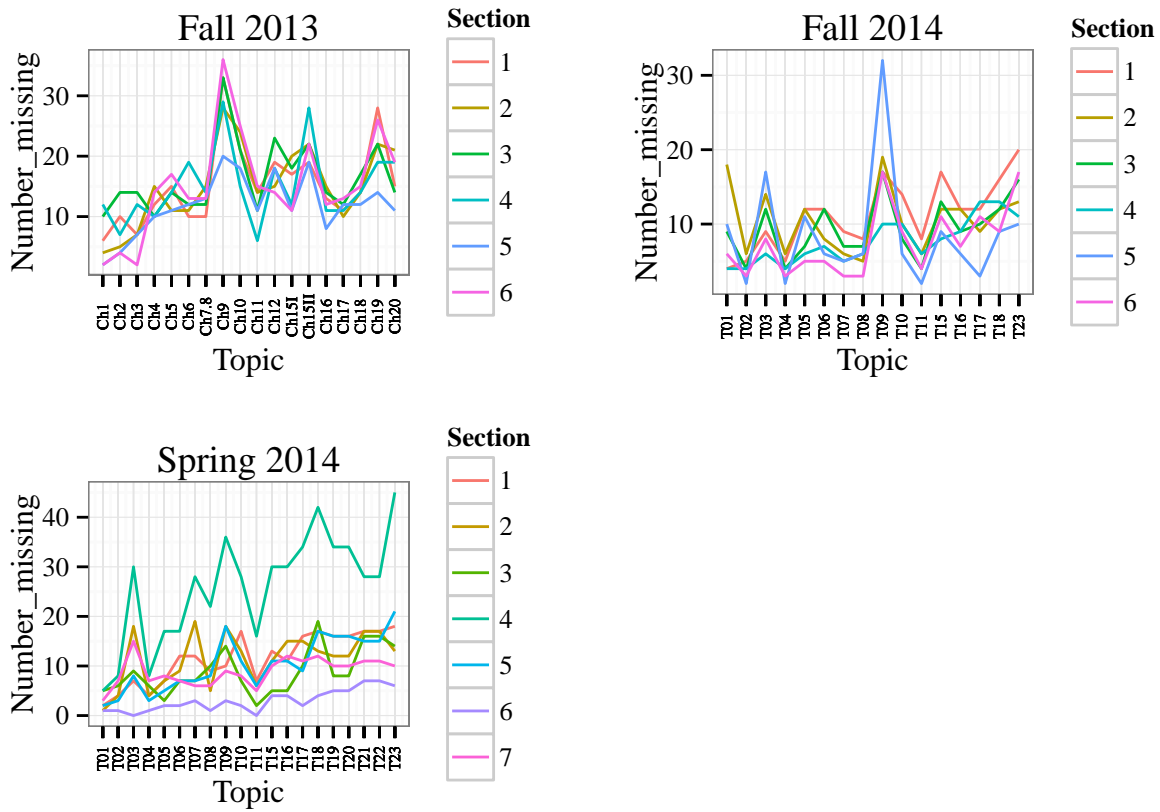 Fall 2013
Number_missing
30
20
10
Ch1
Ch2
Ch3
Ch4
Ch5
Ch6
Ch7.8
Ch9
Ch10
Ch11
Ch12
Ch15I
Ch15II
Ch16
Ch17
Ch18
Ch19
Ch20
Topic
Section
1
2
3
4
5
6
Fall 2014
Number_missing
30
20
10
T01
T02
T03
T04
T05
T06
T07
T08
T09
T10
T11
T15
T16
T17
T18
T23
Topic
Section
1
2
3
4
5
6
Spring 2014
Number_missing
40
30
20
10
0
T01
T02
T03
T04
T05
T06
T07
T08
T09
T10
T11
T15
T16
T17
T18
T19
T20
T21
T22
T23
Topic
Section
1
2
3
4
5
6
7